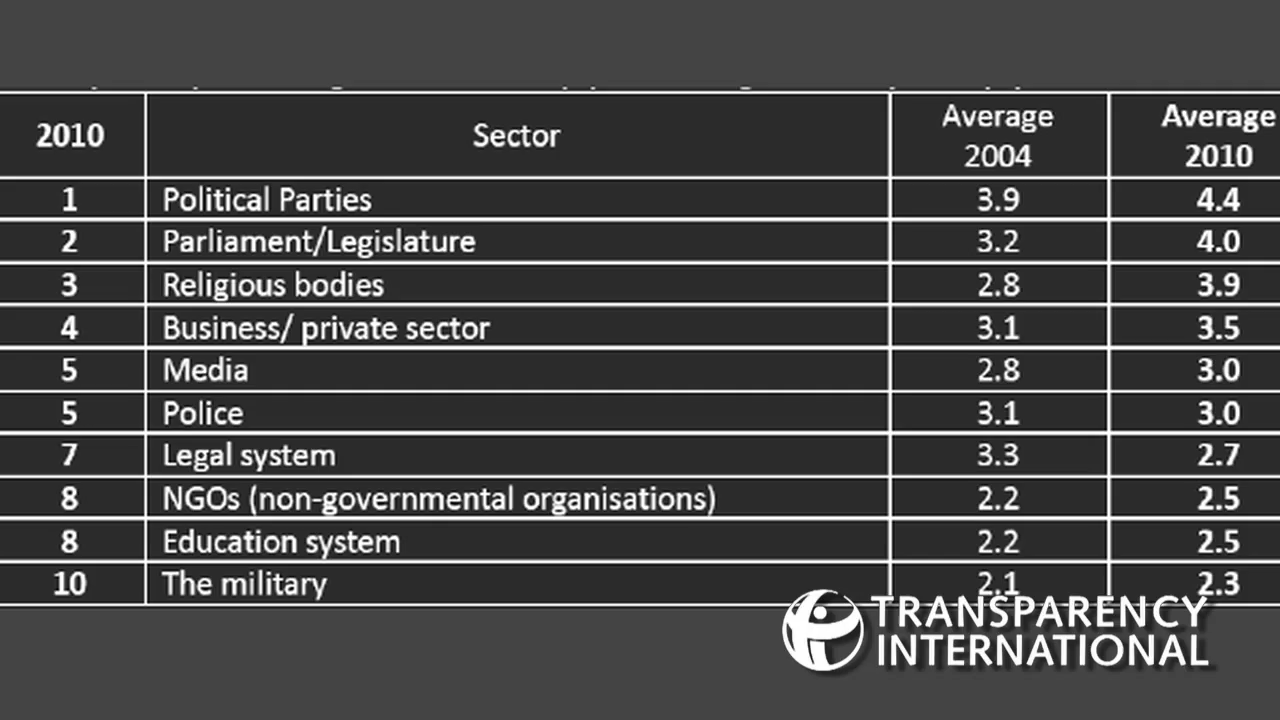 2010 Sector Average 2004 Average 2010
1 Political Parties 3.9 4.4
2 Parliament/Legislature 3.2 4.0
3 Religious bodies 2.8 3.9
4 Business/ private sector 3.1 3.5
5 Media 2.8 3.0
5 Police 3.1 3.0
7 Legal system 3.3 2.7
8 NGOs (non-governmental organisations) 2.2 2.5
8 Education system 2.2 2.5
10 The military 2.1 2.3
TRANSPARENCY
INTERNATIONAL